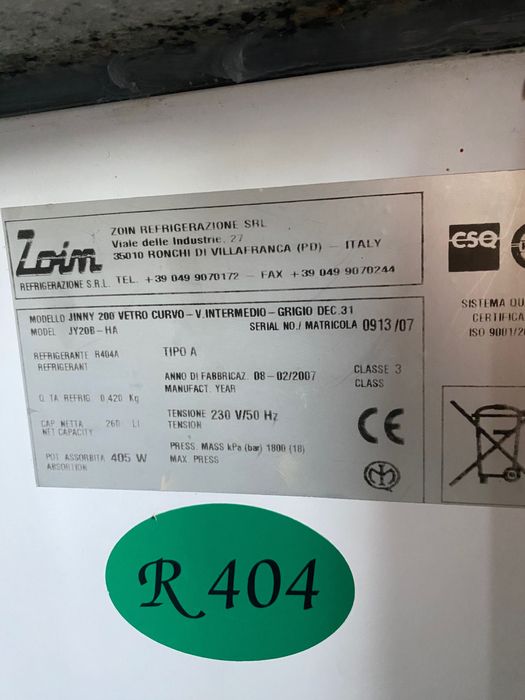 Zoin
REFRIGERAZIONE S.R.L.
ZOIN REFRIGERAZIONE SRL
Viale delle Industrie, 27
35010 RONCHI DI VILLAFRANCA (PD) – ITALY
TEL. +39 049 9070172 – FAX +39 049 9070244
MODELLO JINNY 200 VETRO CURVO–V.INTERMEDIO–GRIGIO DEC.31
MODEL JY20B-HA SERIAL NO./MATRICOLA 0913/07
REFRIGERANTE R404A TIPO A
REFRIGERANT
ANNO DI FABBRICAZ. 08-02/2007 CLASSE 3
MANUFACT. YEAR CLASS
Q.TA REFRIG 0,420 Kg
TENSIONE 230 V/50 Hz
TENSION
CAP NETTA 260 LI
NET CAPACITY
PRESS. MASS kPa (bar) 1800 (18)
MAX PRESS
POT ASSORBITA 405 W
ABSORTION
CE
CSQ
SISTEMA QU
CERTIFICA
ISO 9001/20
R 404